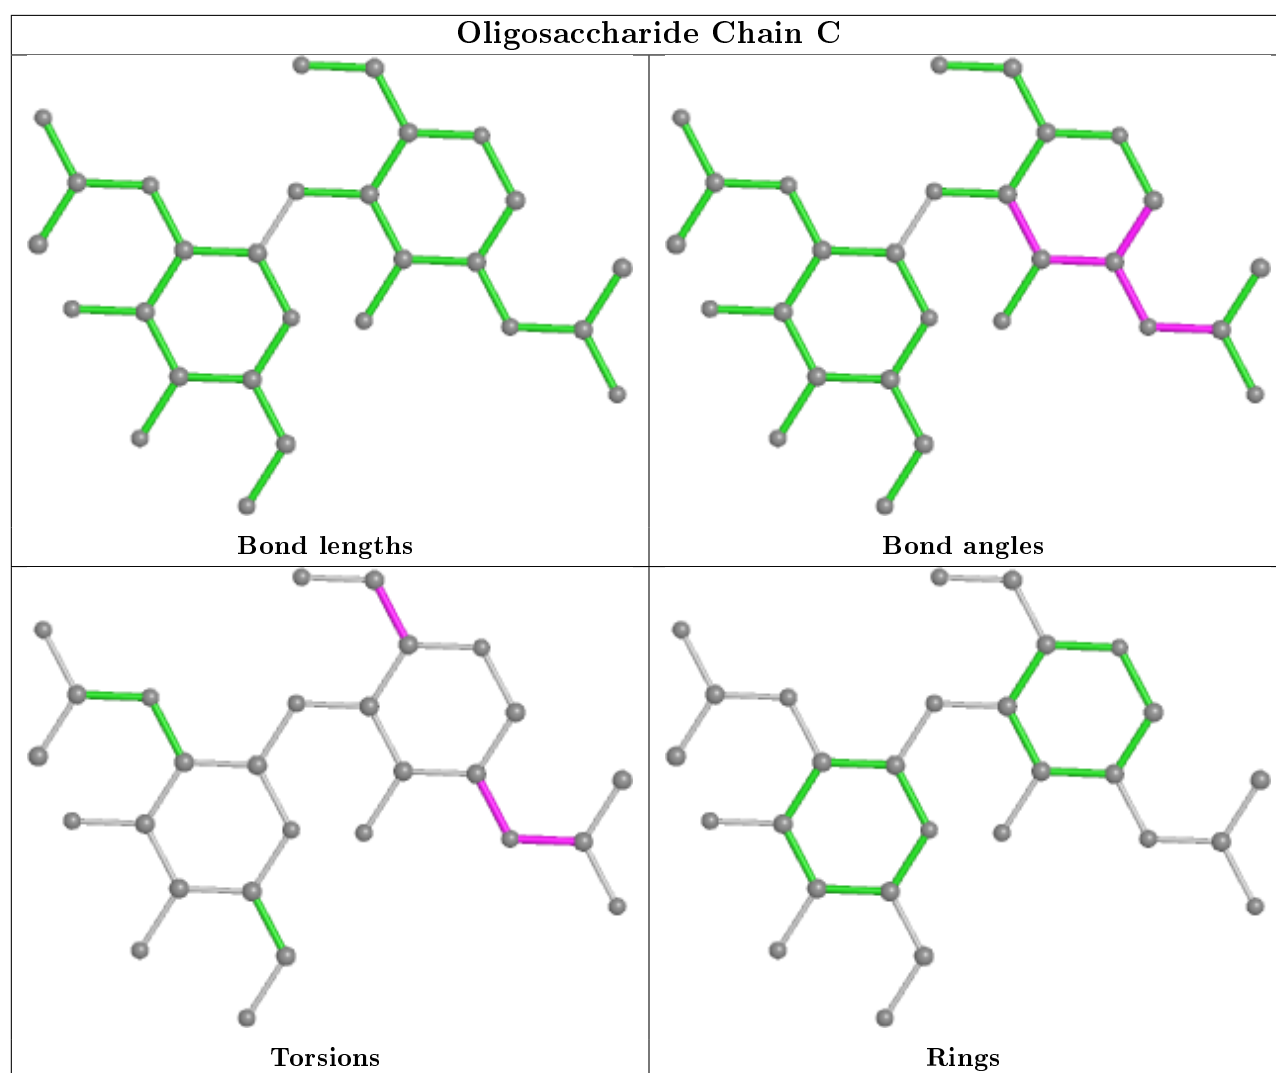 Oligosaccharide Chain C
Bond lengths
Bond angles
Torsions
Rings